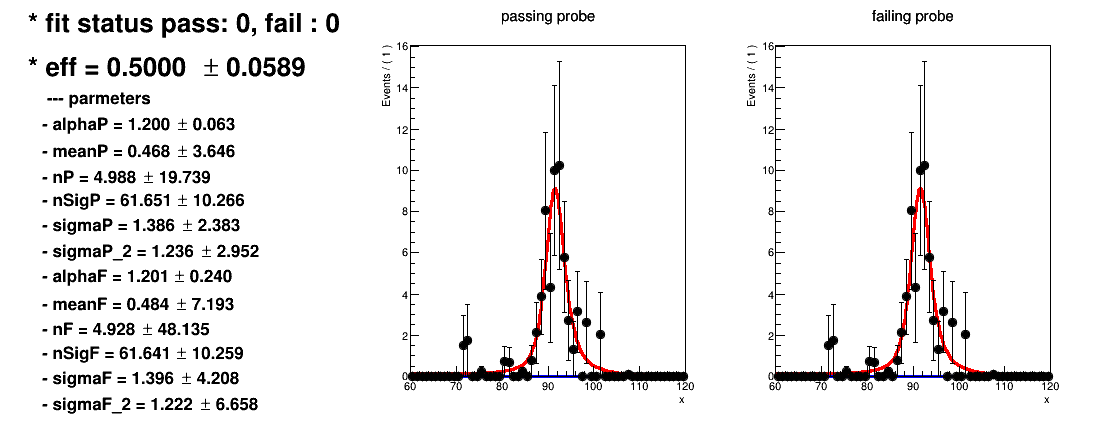 * fit status pass: 0, fail : 0
* eff = 0.5000 ± 0.0589
--- parmeters
- alphaP = 1.200 ± 0.063
- meanP = 0.468 ± 3.646
- nP = 4.988 ± 19.739
- nSigP = 61.651 ± 10.266
- sigmaP = 1.386 ± 2.383
- sigmaP_2 = 1.236 ± 2.952
- alphaF = 1.201 ± 0.240
- meanF = 0.484 ± 7.193
- nF = 4.928 ± 48.135
- nSigF = 61.641 ± 10.259
- sigmaF = 1.396 ± 4.208
- sigmaF_2 = 1.222 ± 6.658
passing probe
Events / ( 1 )
16
14
12
10
8
6
4
2
0
60 70 80 90 100 110 120
x
failing probe
Events / ( 1 )
16
14
12
10
8
6
4
2
0
60 70 80 90 100 110 120
x